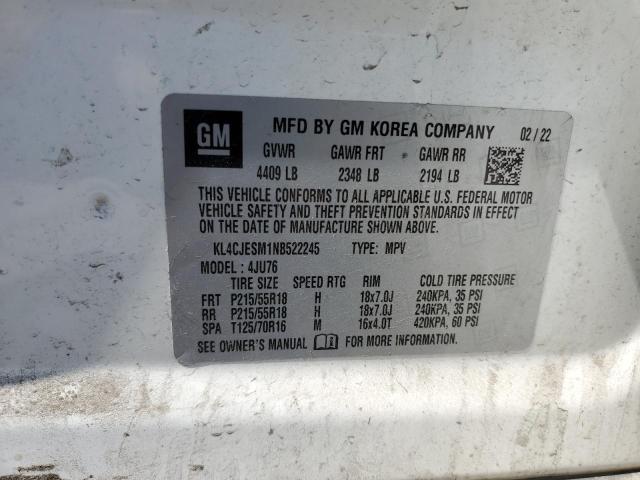 GM MFD BY GM KOREA COMPANY 02/22
GVWR GAWR FRT GAWR RR
4409 LB 2348 LB 2194 LB
THIS VEHICLE CONFORMS TO ALL APPLICABLE U.S. FEDERAL MOTOR
VEHICLE SAFETY AND THEFT PREVENTION STANDARDS IN EFFECT
ON THE DATE OF MANUFACTURE SHOWN ABOVE.
KL4CJESM1NB522245 TYPE: MPV
MODEL: 4JU76
TIRE SIZE SPEED RTG RIM COLD TIRE PRESSURE
FRT P215/55R18 H 18x7.0J 240KPA, 35 PSI
RR P215/55R18 H 18x7.0J 240KPA, 35 PSI
SPA T125/70R16 M 16x4.0T 420KPA, 60 PSI
SEE OWNER'S MANUAL FOR MORE INFORMATION.